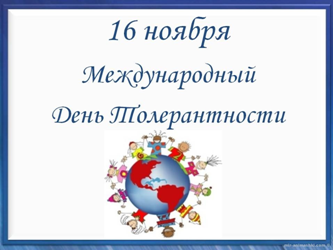 16 ноября
Международный
День Толерантности